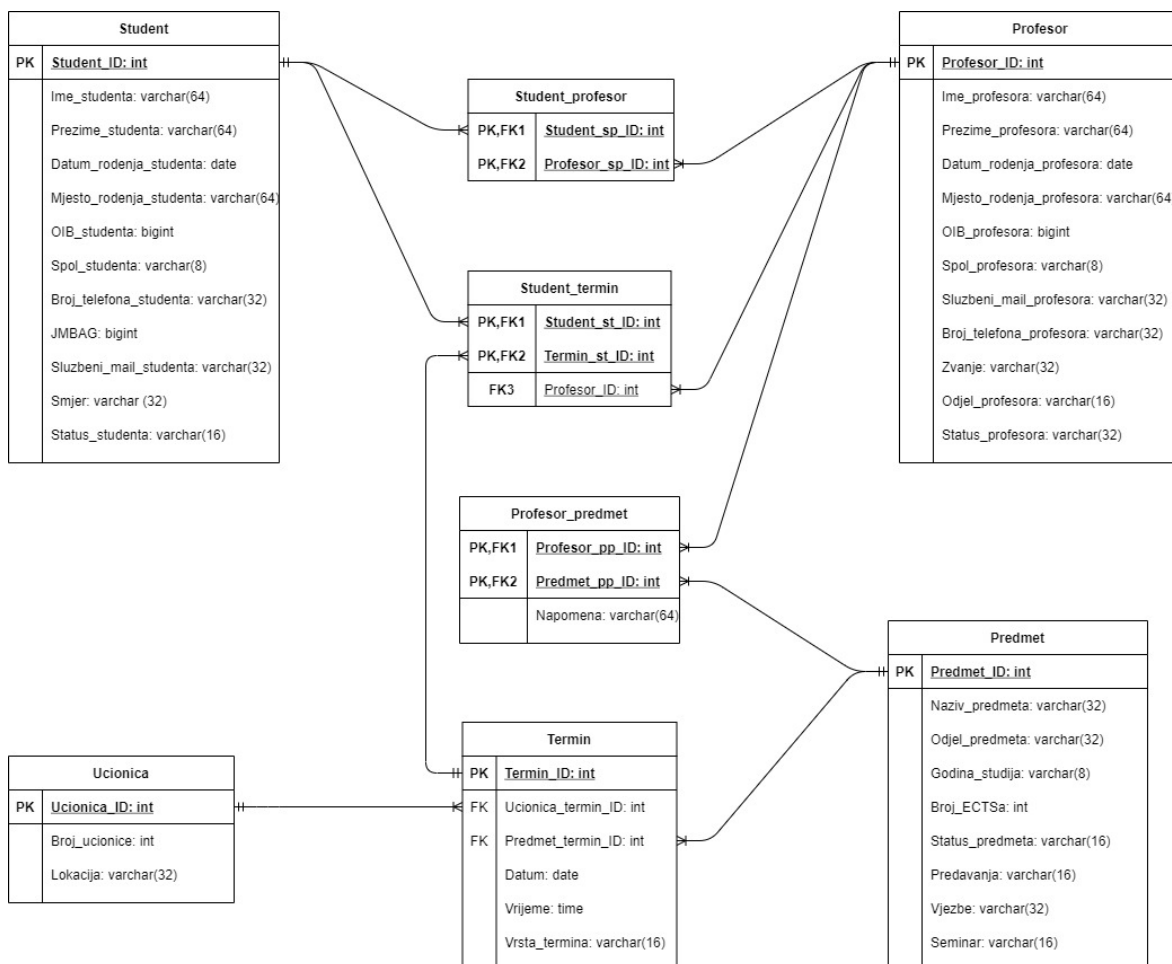 Student
PK Student_ID: int
Ime_studenta: varchar(64)
Prezime_studenta: varchar(64)
Datum_rodenja_studenta: date
Mjesto_rodenja_studenta: varchar(64)
OIB_studenta: bigint
Spol_studenta: varchar(8)
Broj_telefona_studenta: varchar(32)
JMBAG: bigint
Sluzbeni_mail_studenta: varchar(32)
Smjer: varchar (32)
Status_studenta: varchar(16)
Student_profesor
PK,FK1 Student_sp_ID: int
PK,FK2 Profesor_sp_ID: int
Student_termin
PK,FK1 Student_st_ID: int
PK,FK2 Termin_st_ID: int
FK3 Profesor_ID: int
Profesor
PK Profesor_ID: int
Ime_profesora: varchar(64)
Prezime_profesora: varchar(64)
Datum_rodenja_profesora: date
Mjesto_rodenja_profesora: varchar(64)
OIB_profesora: bigint
Spol_profesora: varchar(8)
Sluzbeni_mail_profesora: varchar(32)
Broj_telefona_profesora: varchar(32)
Zvanje: varchar(32)
Odjel_profesora: varchar(16)
Status_profesora: varchar(32)
Profesor_predmet
PK,FK1 Profesor_pp_ID: int
PK,FK2 Predmet_pp_ID: int
Napomena: varchar(64)
Predmet
PK Predmet_ID: int
Naziv_predmeta: varchar(32)
Odjel_predmeta: varchar(32)
Godina_studija: varchar(8)
Broj_ECTSa: int
Status_predmeta: varchar(16)
Predavanja: varchar(16)
Vjezbe: varchar(32)
Seminar: varchar(16)
Ucionica
PK Ucionica_ID: int
Broj_ucionice: int
Lokacija: varchar(32)
Termin
PK Termin_ID: int
FK Ucionica_termin_ID: int
FK Predmet_termin_ID: int
Datum: date
Vrijeme: time
Vrsta_termina: varchar(16)